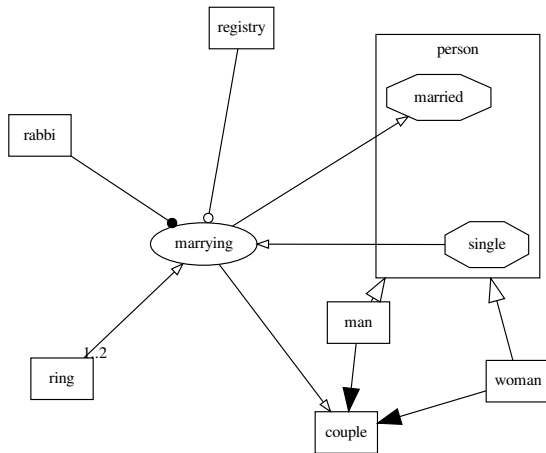 registry
person
married
rabbi
marrying
single
man
1..2
ring
woman
couple